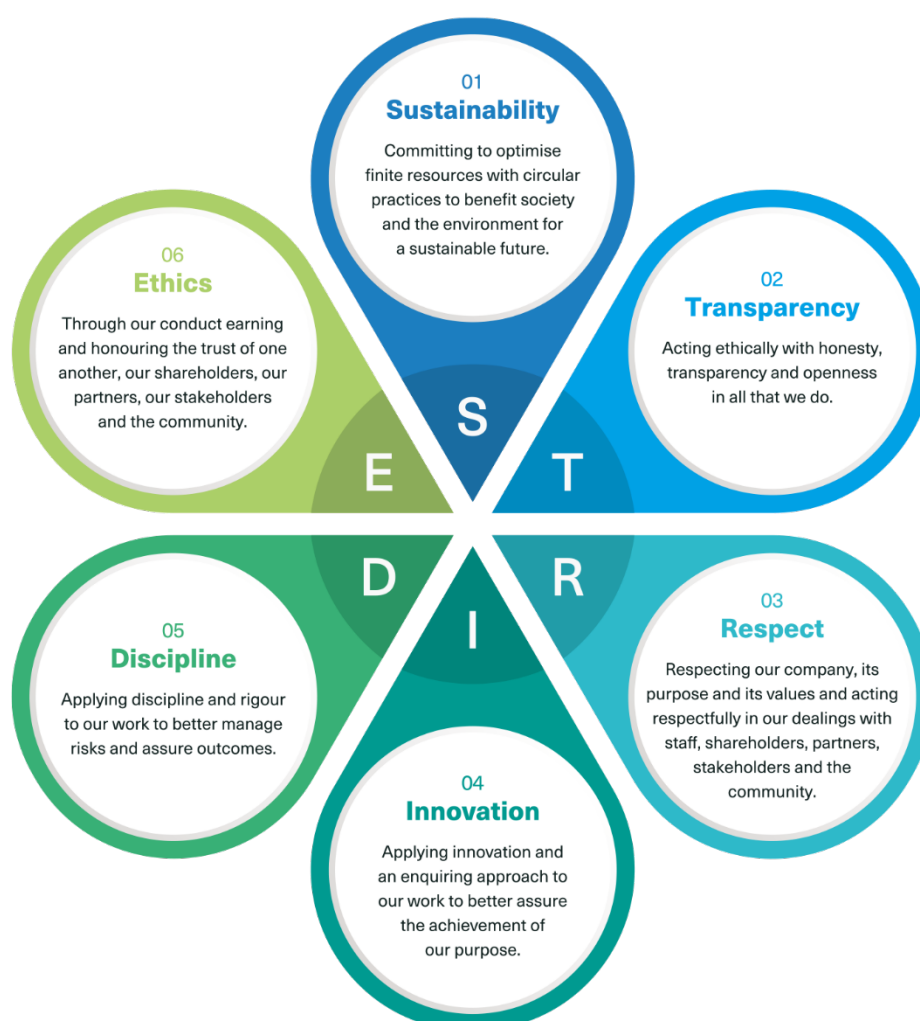 01
Sustainability
Committing to optimise
finite resources with circular
practices to benefit society
and the environment for
a sustainable future.
S
02
Transparency
Acting ethically with honesty,
transparency and openness
in all that we do.
T
03
Respect
Respecting our company, its
purpose and its values and acting
respectfully in our dealings with
staff, shareholders, partners,
stakeholders and the
community.
R
04
Innovation
Applying innovation and
an enquiring approach to
our work to better assure
the achievement of
our purpose.
I
05
Discipline
Applying discipline and rigour
to our work to better manage
risks and assure outcomes.
D
06
Ethics
Through our conduct earning
and honouring the trust of one
another, our shareholders, our
partners, our stakeholders
and the community.
E